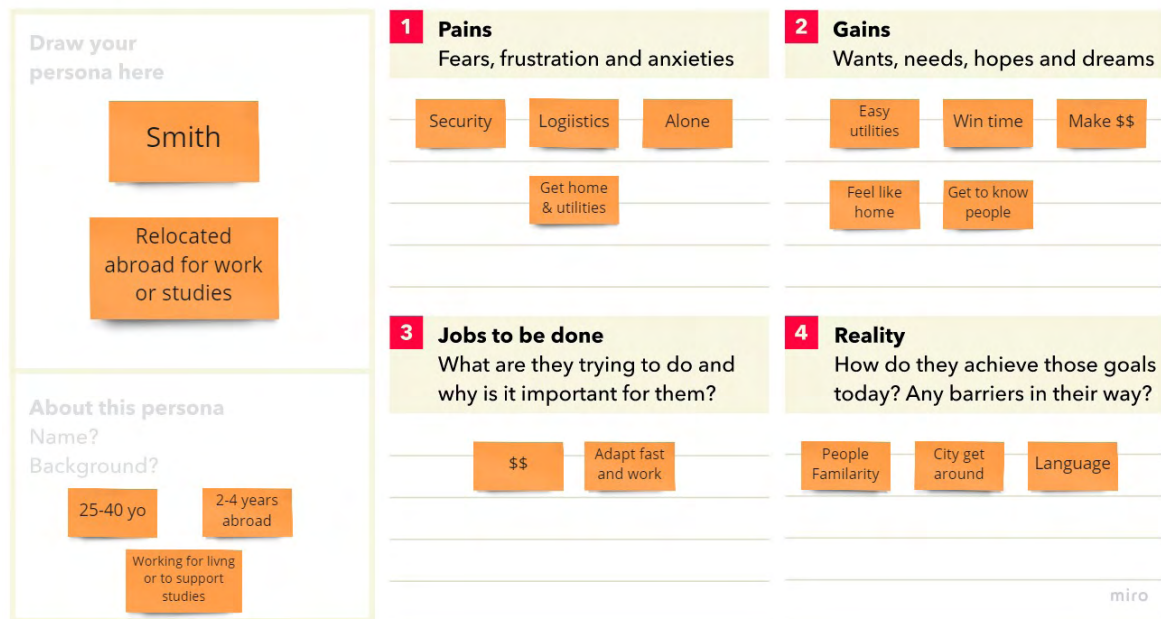 Draw your
persona here
Smith
Relocated
abroad for work
or studies
About this persona
Name?
Background?
25-40 yo
2-4 years
abroad
Working for livng
or to support
studies
1 Pains
Fears, frustration and anxieties
Security
Logiistics
Alone
Get home
& utilities
2 Gains
Wants, needs, hopes and dreams
Easy
utilities
Win time
Make $$
Feel like
home
Get to know
people
3 Jobs to be done
What are they trying to do and
why is it important for them?
$$
Adapt fast
and work
4 Reality
How do they achieve those goals
today? Any barriers in their way?
People
Familarity
City get
around
Language
miro